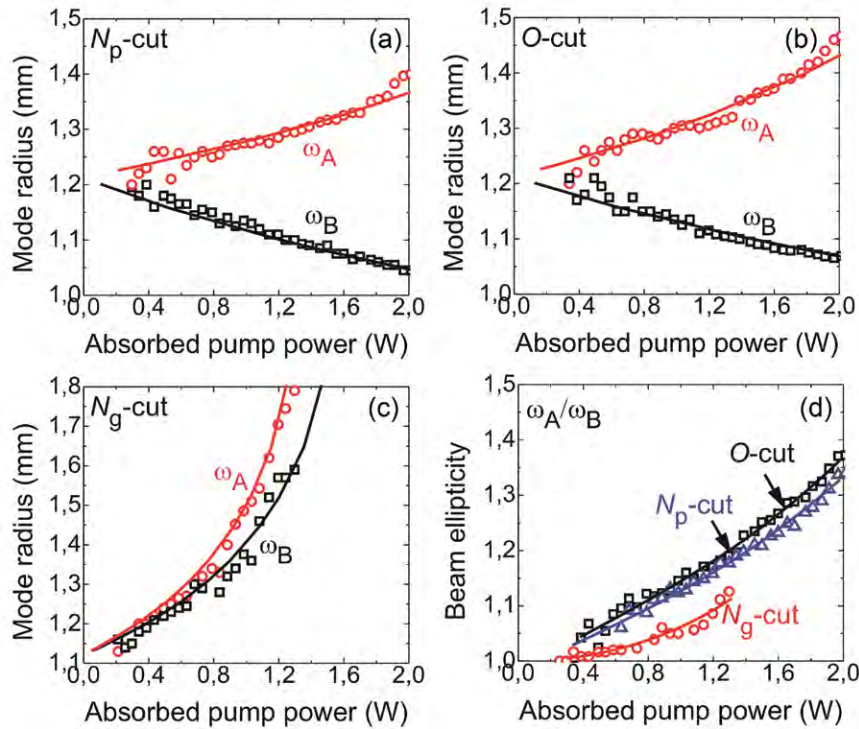 Np-cut
(a)
1,5
1,4
1,3
1,2
1,1
1,0
ωA
ωB
Mode radius (mm)
0,0 0,4 0,8 1,2 1,6 2,0
Absorbed pump power (W)
O-cut
(b)
1,5
1,4
1,3
1,2
1,1
1,0
ωA
ωB
Mode radius (mm)
0,0 0,4 0,8 1,2 1,6 2,0
Absorbed pump power (W)
Ng-cut
(c)
1,8
1,7
1,6
1,5
1,4
1,3
1,2
1,1
ωA
ωB
Mode radius (mm)
0,0 0,4 0,8 1,2 1,6 2,0
Absorbed pump power (W)
ωA/ωB
(d)
1,5
1,4
1,3
1,2
1,1
1,0
O-cut
Np-cut
Ng-cut
Beam ellipticity
0,0 0,4 0,8 1,2 1,6 2,0
Absorbed pump power (W)